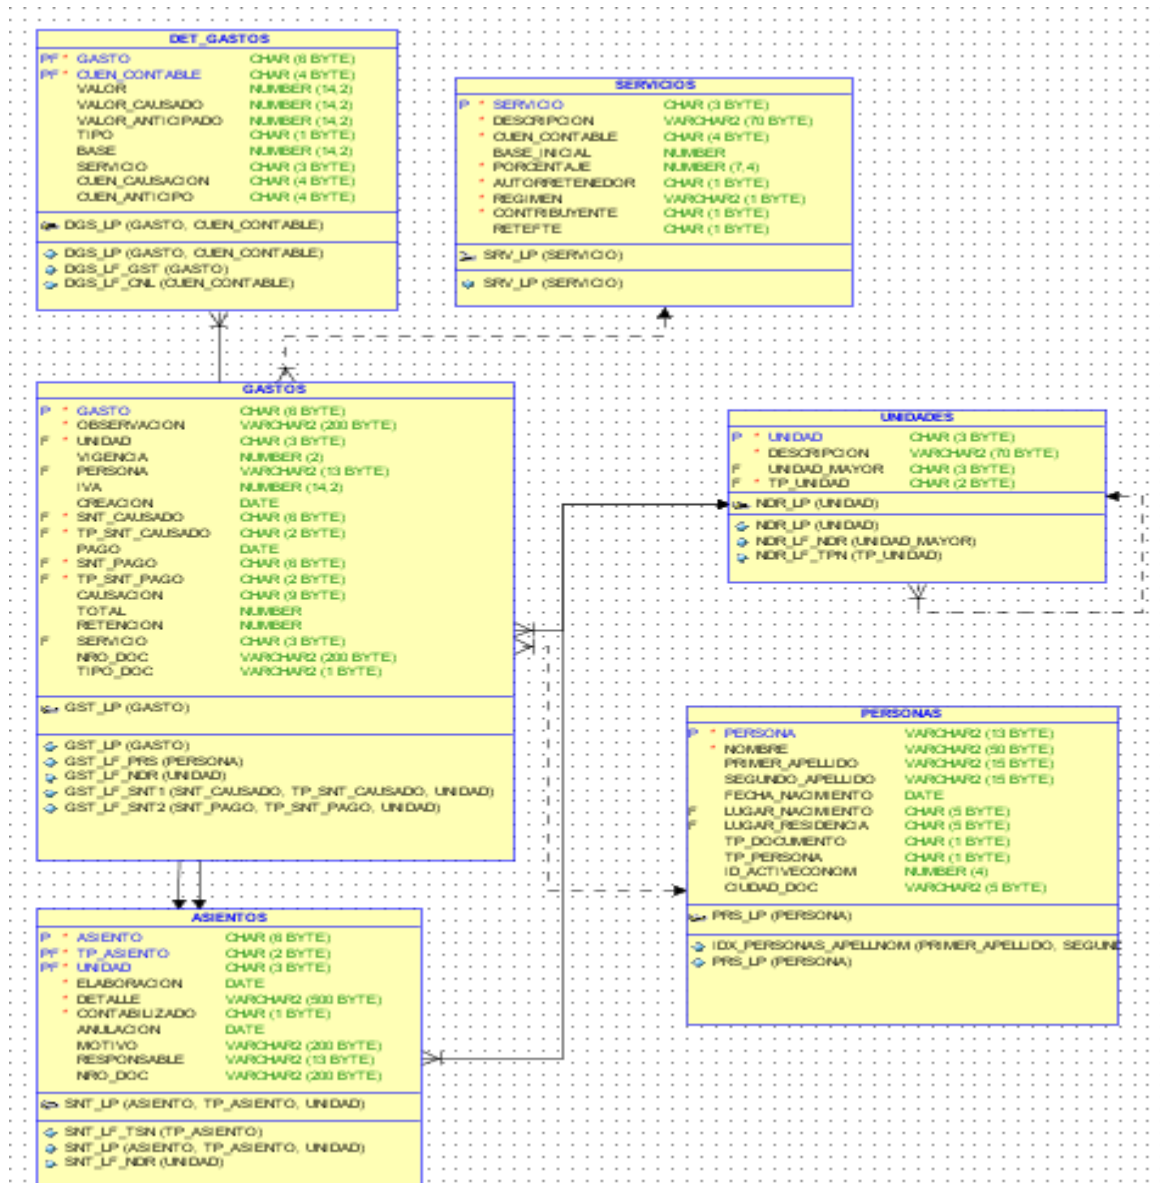 DET_GASTOS
PF * GASTO CHAR (6 BYTE)
PF * CUEN_CONTABLE CHAR (4 BYTE)
VALOR NUMBER (14,2)
VALOR_CAUSADO NUMBER (14,2)
VALOR_ANTICIPADO NUMBER (14,2)
TIPO CHAR (1 BYTE)
BASE NUMBER (14,2)
SERVICIO CHAR (3 BYTE)
CUEN_CAUSACION CHAR (4 BYTE)
CUEN_ANTICIPO CHAR (4 BYTE)
DGS_LP (GASTO, CUEN_CONTABLE)
DGS_LP (GASTO, CUEN_CONTABLE)
DGS_LF_GST (GASTO)
DGS_LF_CNL (CUEN_CONTABLE)
SERVICIOS
P * SERVICIO CHAR (3 BYTE)
* DESCRIPCION VARCHAR2 (70 BYTE)
* CUEN_CONTABLE CHAR (4 BYTE)
BASE_INICIAL NUMBER
* PORCENTAJE NUMBER (7,4)
* AUTORRETENEDOR CHAR (1 BYTE)
* REGIMEN VARCHAR2 (1 BYTE)
* CONTRIBUYENTE CHAR (1 BYTE)
RETEFTE CHAR (1 BYTE)
SRV_LP (SERVICIO)
SRV_LP (SERVICIO)
GASTOS
P * GASTO CHAR (6 BYTE)
* OBSERVACION VARCHAR2 (200 BYTE)
F * UNIDAD CHAR (3 BYTE)
VIGENCIA NUMBER (2)
F PERSONA VARCHAR2 (13 BYTE)
IVA NUMBER (14,2)
CREACION DATE
F * SNT_CAUSADO CHAR (6 BYTE)
F * TP_SNT_CAUSADO CHAR (2 BYTE)
PAGO DATE
F * SNT_PAGO CHAR (6 BYTE)
F * TP_SNT_PAGO CHAR (2 BYTE)
CAUSACION CHAR (9 BYTE)
TOTAL NUMBER
RETENCION NUMBER
F SERVICIO CHAR (3 BYTE)
NRO_DOC VARCHAR2 (200 BYTE)
TIPO_DOC VARCHAR2 (1 BYTE)
GST_LP (GASTO)
GST_LP (GASTO)
GST_LF_PRS (PERSONA)
GST_LF_NDR (UNIDAD)
GST_LF_SNT1 (SNT_CAUSADO, TP_SNT_CAUSADO, UNIDAD)
GST_LF_SNT2 (SNT_PAGO, TP_SNT_PAGO, UNIDAD)
UNIDADES
P * UNIDAD CHAR (3 BYTE)
* DESCRIPCION VARCHAR2 (70 BYTE)
F UNIDAD_MAYOR CHAR (3 BYTE)
F * TP_UNIDAD CHAR (2 BYTE)
NDR_LP (UNIDAD)
NDR_LP (UNIDAD)
NDR_LF_NDR (UNIDAD_MAYOR)
NDR_LF_TPN (TP_UNIDAD)
PERSONAS
P * PERSONA VARCHAR2 (13 BYTE)
* NOMBRE VARCHAR2 (50 BYTE)
PRIMER_APELLIDO VARCHAR2 (15 BYTE)
SEGUNDO_APELLIDO VARCHAR2 (15 BYTE)
FECHA_NACIMIENTO DATE
F LUGAR_NACIMIENTO CHAR (5 BYTE)
F LUGAR_RESIDENCIA CHAR (5 BYTE)
TP_DOCUMENTO CHAR (1 BYTE)
TP_PERSONA CHAR (1 BYTE)
ID_ACTIVECONOM NUMBER (4)
CIUDAD_DOC VARCHAR2 (5 BYTE)
PRS_LP (PERSONA)
IDX_PERSONAS_APELLNOM (PRIMER_APELLIDO, SEGUN
PRS_LP (PERSONA)
ASIENTOS
P * ASIENTO CHAR (6 BYTE)
PF * TP_ASIENTO CHAR (2 BYTE)
PF * UNIDAD CHAR (3 BYTE)
* ELABORACION DATE
* DETALLE VARCHAR2 (500 BYTE)
* CONTABILIZADO CHAR (1 BYTE)
ANULACION DATE
MOTIVO VARCHAR2 (200 BYTE)
RESPONSABLE VARCHAR2 (13 BYTE)
NRO_DOC VARCHAR2 (200 BYTE)
SNT_LP (ASIENTO, TP_ASIENTO, UNIDAD)
SNT_LF_TSN (TP_ASIENTO)
SNT_LP (ASIENTO, TP_ASIENTO, UNIDAD)
SNT_LF_NDR (UNIDAD)